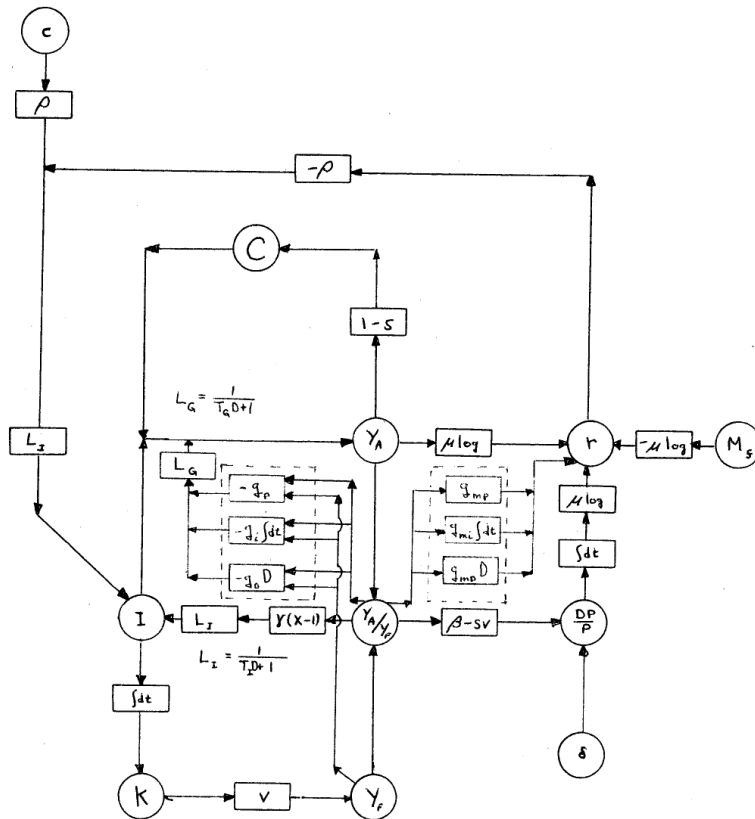 c
ρ
-ρ
C
1-s
L_G = 1/(T_G D+1)
L_I
Y_A
μ log
r
-μ log
M_s
L_G
-g_p
g_mp
μ log
-g_i ∫dt
g_mi ∫dt
∫dt
-g_D D
g_mD D
I
L_I
γ(X-1)
Y_A/Y_F
β-sv
DP/P
L_I = 1/(T_I D+1)
∫dt
δ
K
v
Y_F